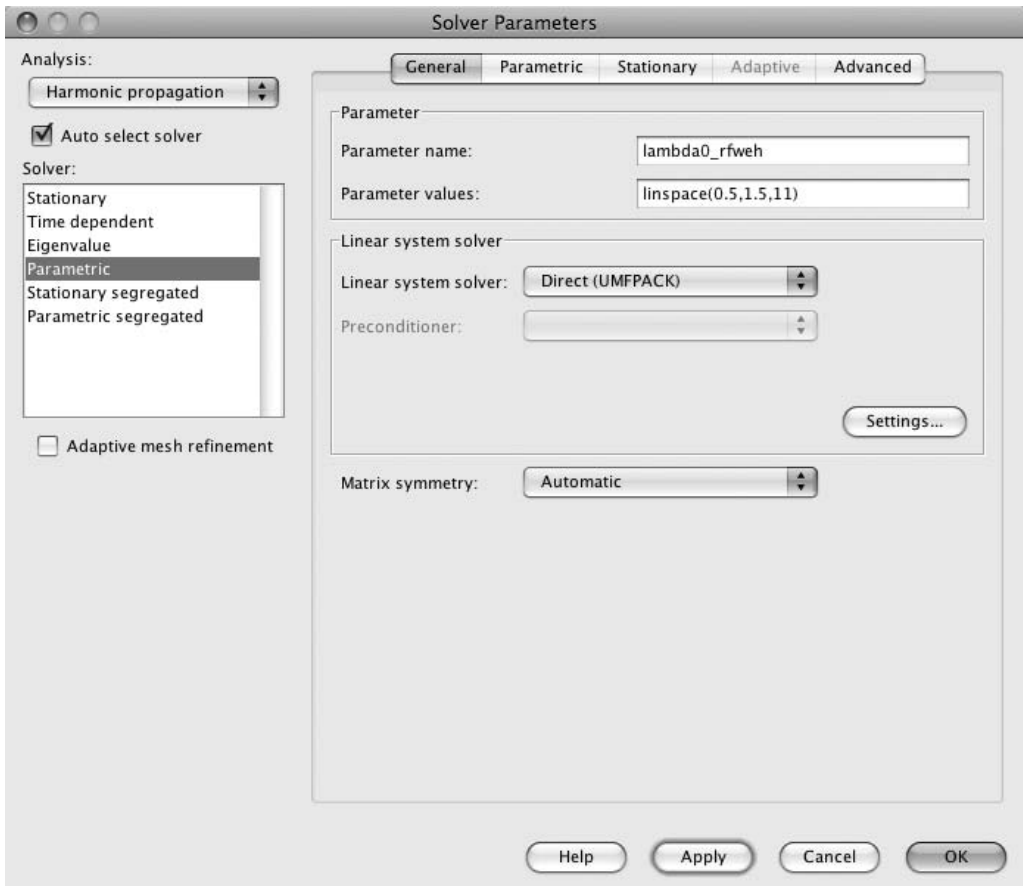 Solver Parameters
Analysis:
Harmonic propagation
Auto select solver
Solver:
Stationary
Time dependent
Eigenvalue
Parametric
Stationary segregated
Parametric segregated
Adaptive mesh refinement
General Parametric Stationary Adaptive Advanced
Parameter
Parameter name: lambda0_rfweh
Parameter values: linspace(0.5,1.5,11)
Linear system solver
Linear system solver: Direct (UMFPACK)
Preconditioner:
Settings...
Matrix symmetry: Automatic
Help Apply Cancel OK